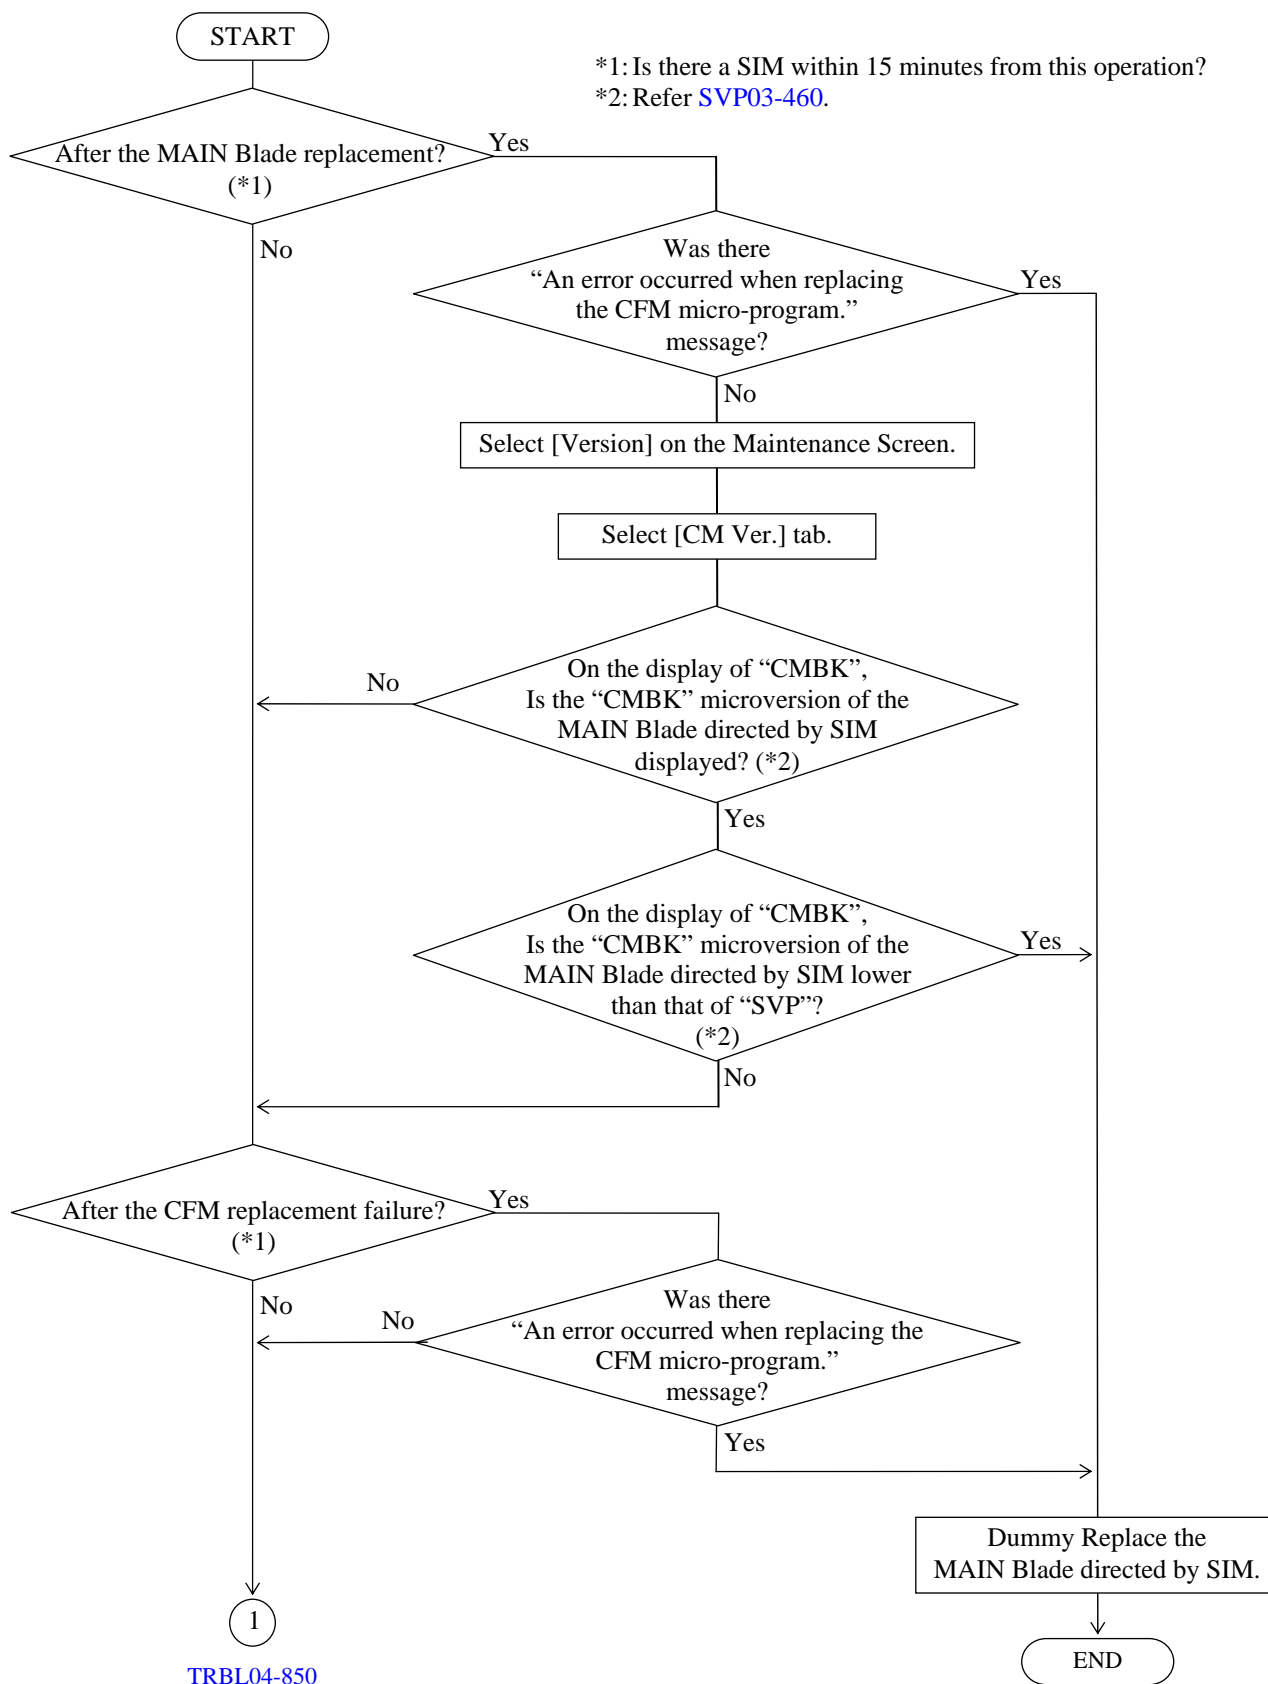 START
*1: Is there a SIM within 15 minutes from this operation?
*2: Refer SVP03-460.
After the MAIN Blade replacement?
(*1)
Yes
No
Was there
“An error occurred when replacing
the CFM micro-program.”
message?
Yes
No
Select [Version] on the Maintenance Screen.
Select [CM Ver.] tab.
On the display of “CMBK”,
Is the “CMBK” microversion of the
MAIN Blade directed by SIM
displayed? (*2)
No
Yes
On the display of “CMBK”,
Is the “CMBK” microversion of the
MAIN Blade directed by SIM lower
than that of “SVP”?
(*2)
Yes
No
After the CFM replacement failure?
(*1)
Yes
No
Was there
“An error occurred when replacing the
CFM micro-program.”
message?
No
Yes
Dummy Replace the
MAIN Blade directed by SIM.
1
TRBL04-850
END